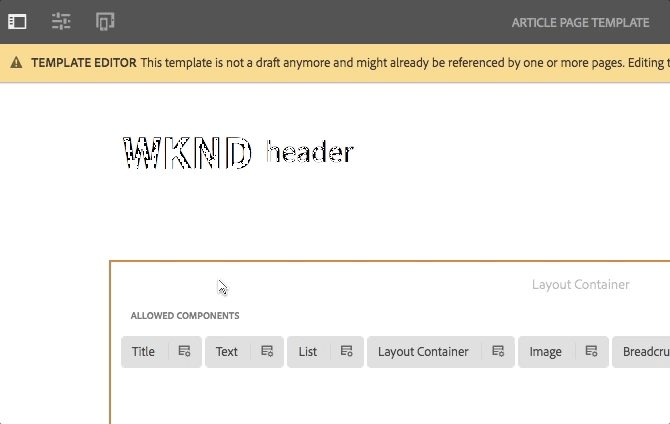 ARTICLE PAGE TEMPLATE
TEMPLATE EDITOR This template is not a draft anymore and might already be referenced by one or more pages. Editing
WKND header
Layout Container
ALLOWED COMPONENTS
Title Text List Layout Container Image